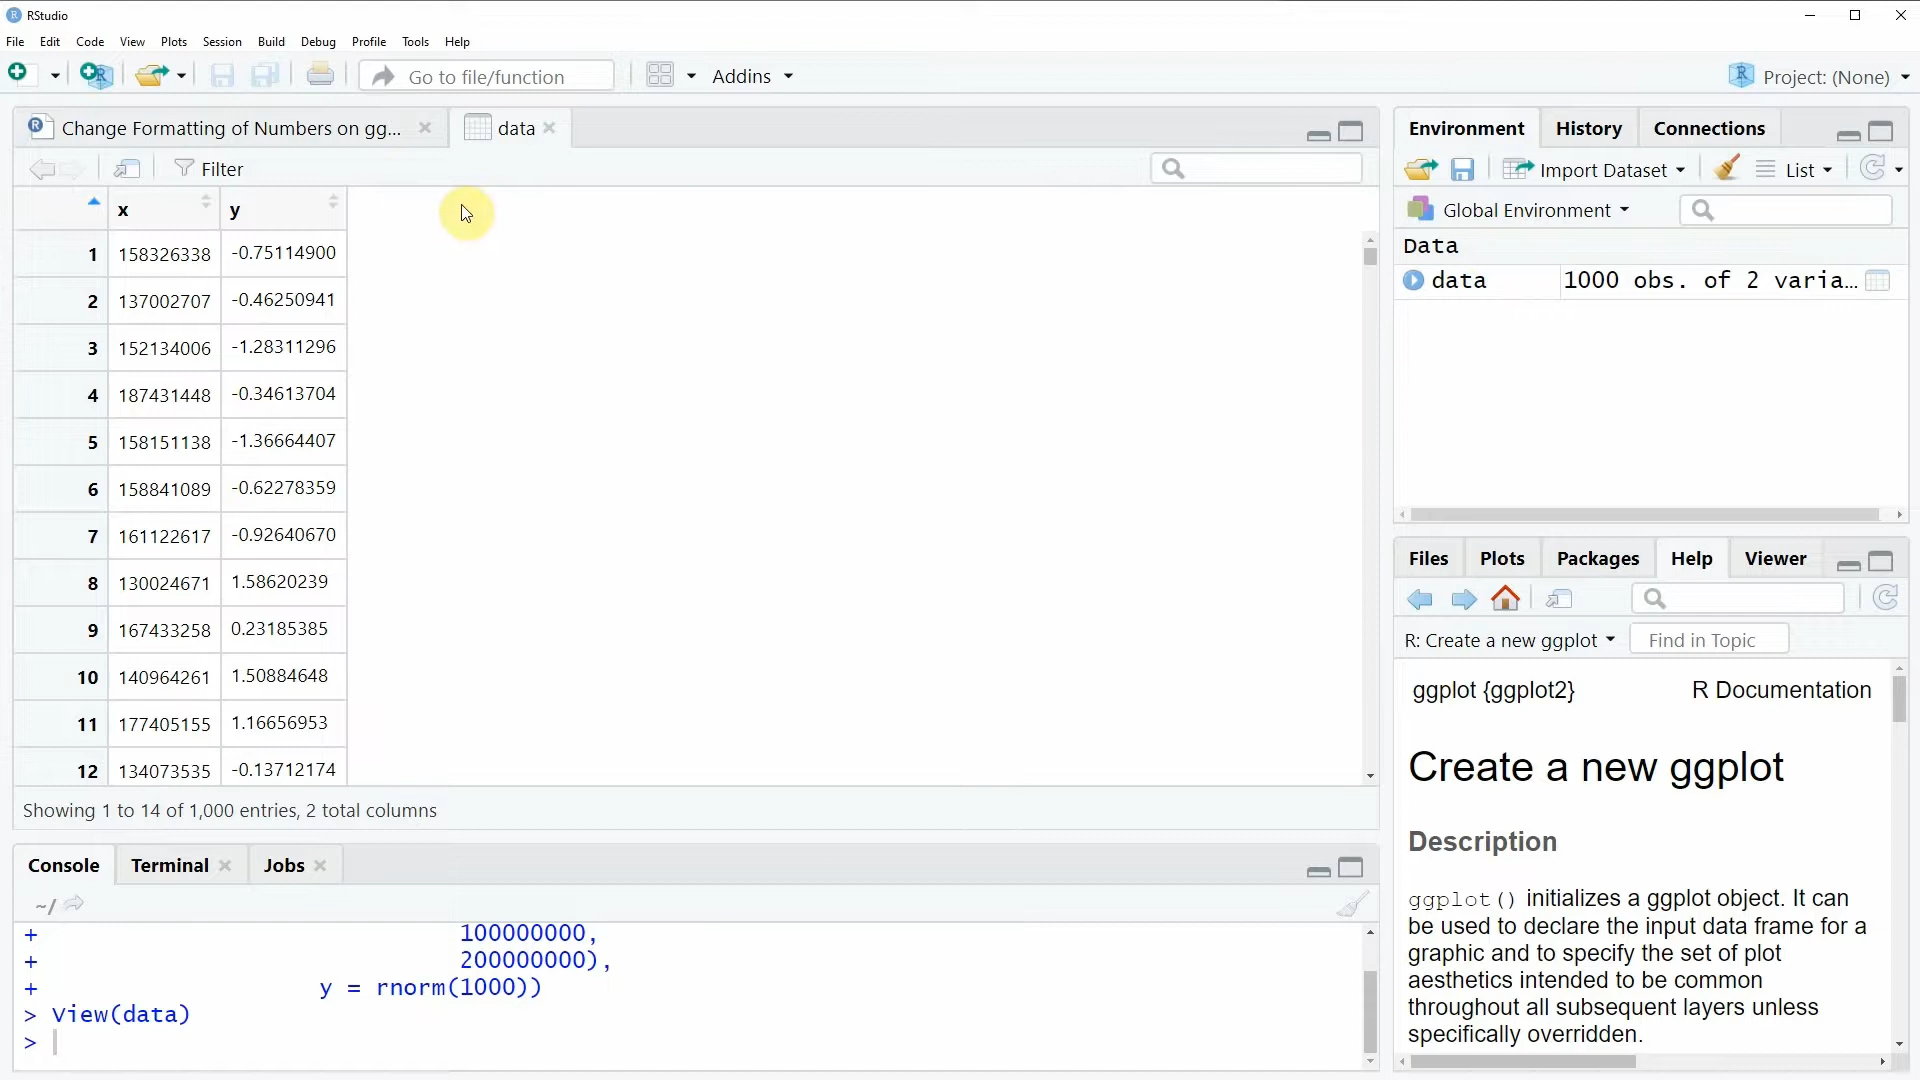 RStudio
File Edit Code View Plots Session Build Debug Profile Tools Help
Go to file/function Addins Project: (None)
Change Formatting of Numbers on gg... data
Filter
x y
1 158326338 -0.75114900
2 137002707 -0.46250941
3 152134006 -1.28311296
4 187431448 -0.34613704
5 158151138 -1.36664407
6 158841089 -0.62278359
7 161122617 -0.92640670
8 130024671 1.58620239
9 167433258 0.23185385
10 140964261 1.50884648
11 177405155 1.16656953
12 134073535 -0.13712174
Showing 1 to 14 of 1,000 entries, 2 total columns
Console Terminal Jobs
~/
+ 100000000,
+ 200000000),
+ y = rnorm(1000))
> View(data)
>
Environment History Connections
Import Dataset List
Global Environment
Data
data 1000 obs. of 2 varia...
Files Plots Packages Help Viewer
R: Create a new ggplot Find in Topic
ggplot {ggplot2} R Documentation
Create a new ggplot
Description
ggplot() initializes a ggplot object. It can
be used to declare the input data frame for a
graphic and to specify the set of plot
aesthetics intended to be common
throughout all subsequent layers unless
specifically overridden.